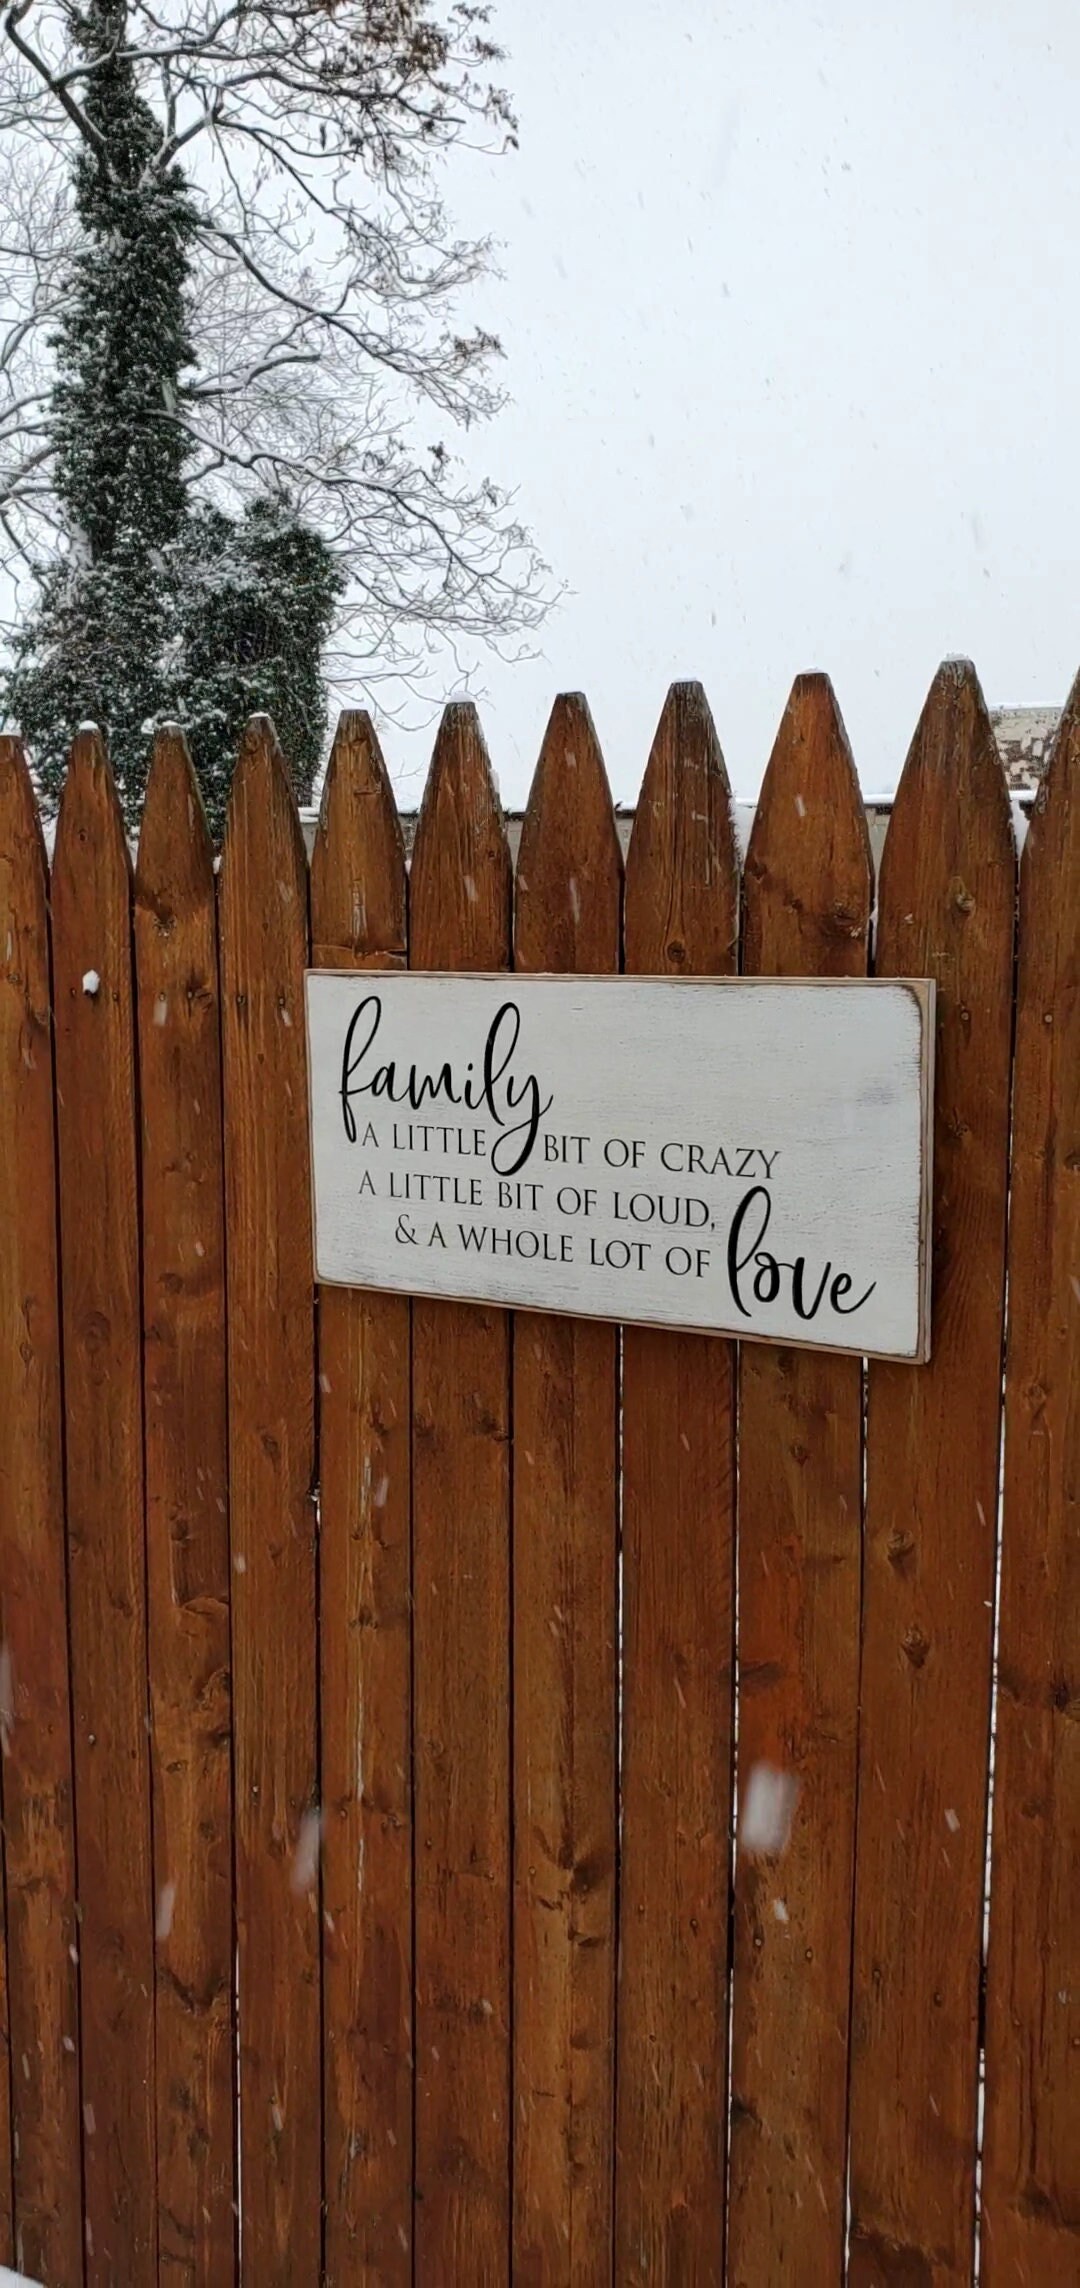 family
A LITTLE BIT OF CRAZY
A LITTLE BIT OF LOUD,
& A WHOLE LOT OF love